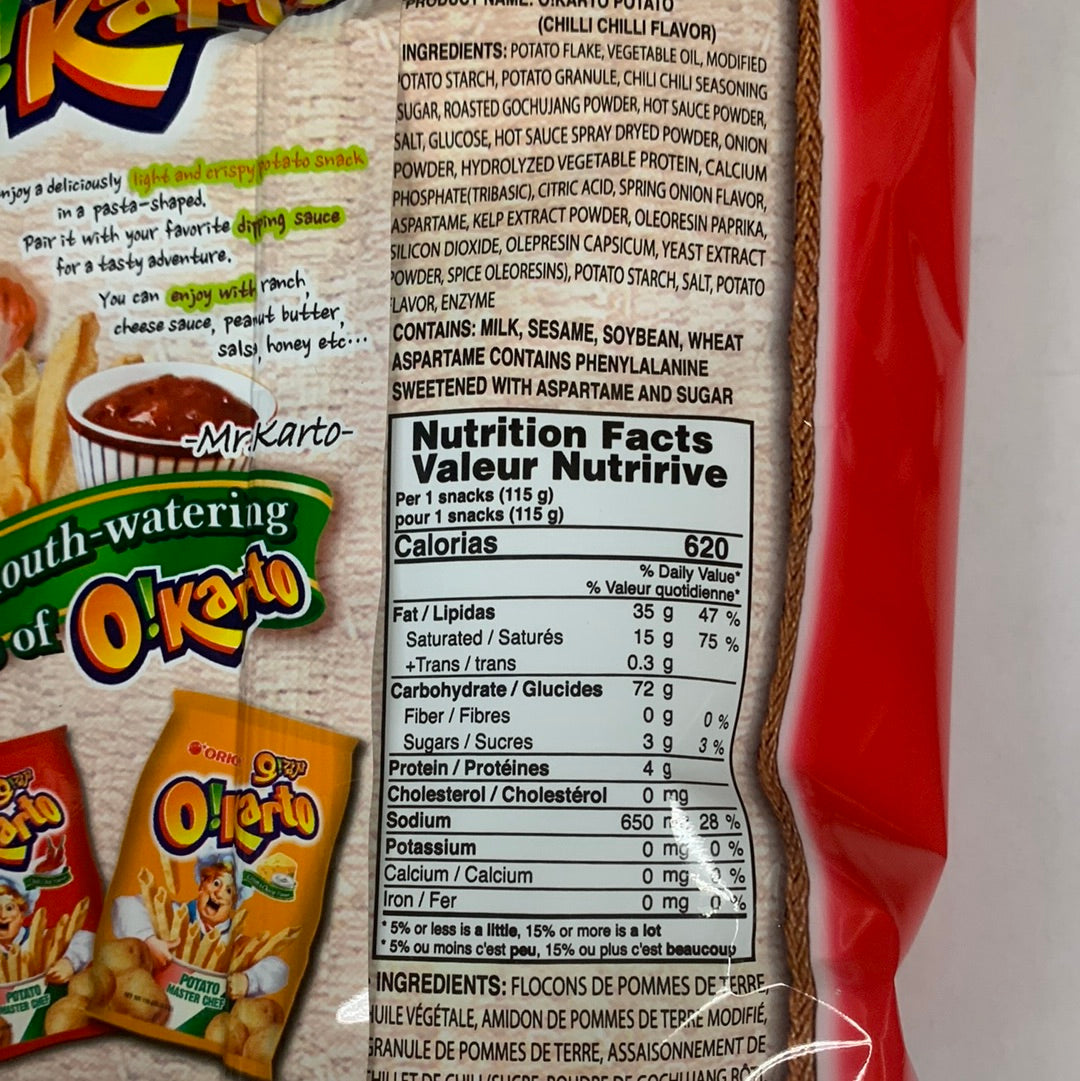 O!KARTO POTATO
(CHILLI CHILLI FLAVOR)
INGREDIENTS: POTATO FLAKE, VEGETABLE OIL, MODIFIED
POTATO STARCH, POTATO GRANULE, CHILI CHILI SEASONING
SUGAR, ROASTED GOCHUJANG POWDER, HOT SAUCE POWDER,
SALT, GLUCOSE, HOT SAUCE SPRAY DRYED POWDER, ONION
POWDER, HYDROLYZED VEGETABLE PROTEIN, CALCIUM
PHOSPHATE(TRIBASIC), CITRIC ACID, SPRING ONION FLAVOR,
ASPARTAME, KELP EXTRACT POWDER, OLEORESIN PAPRIKA,
SILICON DIOXIDE, OLEPRESIN CAPSICUM, YEAST EXTRACT
POWDER, SPICE OLEORESINS), POTATO STARCH, SALT, POTATO
FLAVOR, ENZYME
CONTAINS: MILK, SESAME, SOYBEAN, WHEAT
ASPARTAME CONTAINS PHENYLALANINE
SWEETENED WITH ASPARTAME AND SUGAR
Nutrition Facts
Valeur Nutririve
Per 1 snacks (115 g)
pour 1 snacks (115 g)
Calorias 620
% Daily Value*
% Valeur quotidienne*
Fat / Lipidas 35 g 47 %
Saturated / Saturés 15 g 75 %
+Trans / trans 0.3 g
Carbohydrate / Glucides 72 g
Fiber / Fibres 0 g 0 %
Sugars / Sucres 3 g 3 %
Protein / Protéines 4 g
Cholesterol / Cholestérol 0 mg
Sodium 650 mg 28 %
Potassium 0 mg 0 %
Calcium / Calcium 0 mg %
Iron / Fer 0 mg 0 %
* 5% or less is a little, 15% or more is a lot
* 5% ou moins c'est peu, 15% ou plus c'est beaucoup
INGREDIENTS: FLOCONS DE POMMES DE TERRE,
HUILE VÉGÉTALE, AMIDON DE POMMES DE TERRE MODIFIÉ,
GRANULE DE POMMES DE TERRE, ASSAISONNEMENT DE
njoy a deliciously light and crispy potato snack
in a pasta-shaped.
Pair it with your favorite dipping sauce
for a tasty adventure.
You can enjoy with ranch,
cheese sauce, peanut butter,
salsa, honey etc...
-Mr.Karto-
outh-watering
of O!Karto
O!Karto
POTATO
MASTER CHEF
POTATO
MASTER CHEF